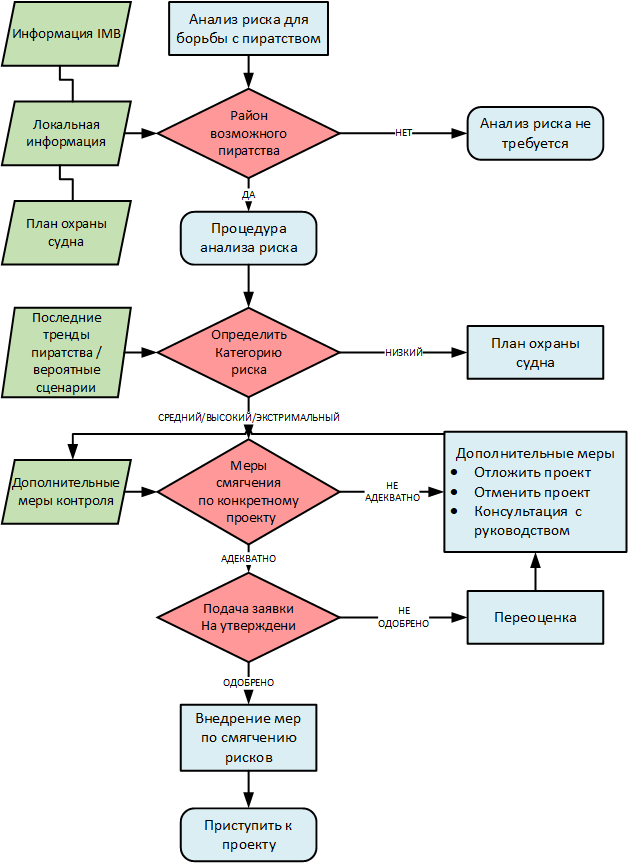 Информация IMB
Анализ риска для
борьбы с пиратством
Локальная
информация
Район
возможного
пиратства
НЕТ
Анализ риска не
требуется
ДА
План охраны
судна
Процедура
анализа риска
Последние
тренды
пиратства /
вероятные
сценарии
Определить
Категорию
риска
НИЗКИЙ
План охраны
судна
СРЕДНИЙ/ВЫСОКИЙ/ЭКСТРИМАЛЬНЫЙ
Дополнительные
меры контроля
Меры
смягчения
по конкретному
проекту
НЕ
АДЕКВАТНО
Дополнительные меры
• Отложить проект
• Отменить проект
• Консультация с
руководством
АДЕКВАТНО
Подача заявки
На утверждени
НЕ
ОДОБРЕНО
Переоценка
ОДОБРЕНО
Внедрение мер
по смягчению
рисков
Приступить к
проекту